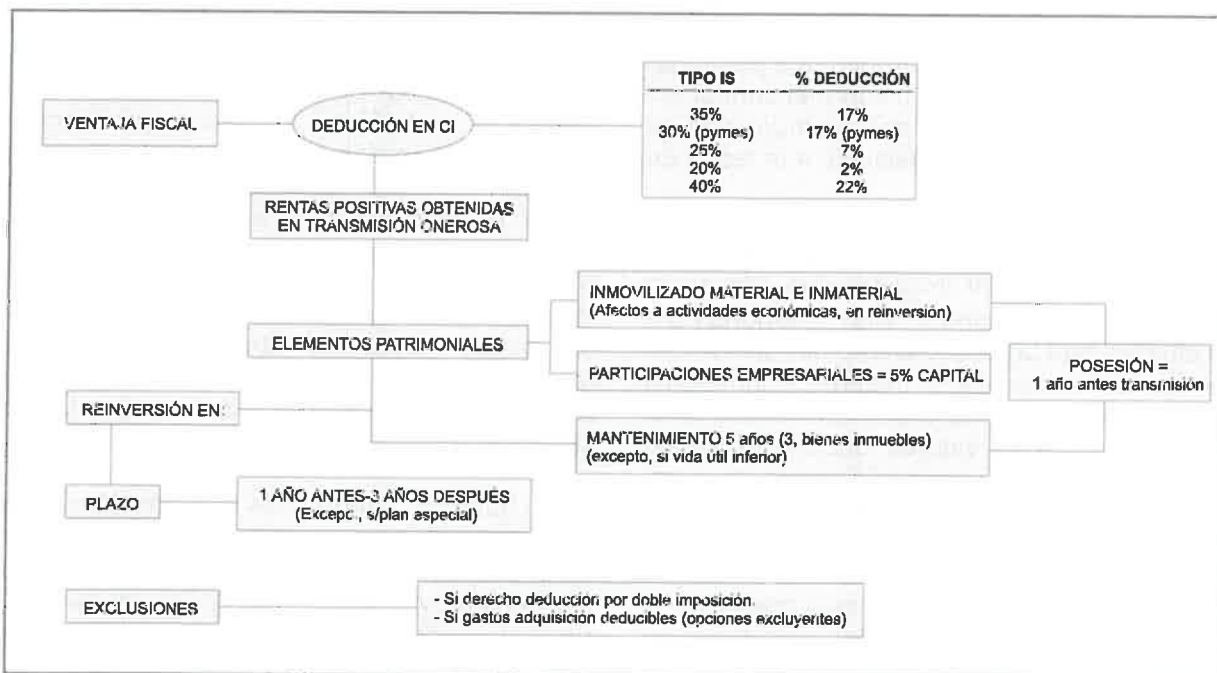 VENTAJA FISCAL
DEDUCCIÓN EN CI
TIPO IS % DEDUCCIÓN
35% 17%
30% (pymes) 17% (pymes)
25% 7%
20% 2%
40% 22%
RENTAS POSITIVAS OBTENIDAS
EN TRANSMISIÓN ONEROSA
ELEMENTOS PATRIMONIALES
INMOVILIZADO MATERIAL E INMATERIAL
(Afectos a actividades económicas, en reinversión)
PARTICIPACIONES EMPRESARIALES = 5% CAPITAL
POSESIÓN =
1 año antes transmisión
REINVERSIÓN EN:
MANTENIMIENTO 5 años (3, bienes inmuebles)
(excepto, si vida útil inferior)
PLAZO
1 AÑO ANTES-3 AÑOS DESPUÉS
(Excepc., s/plan especial)
EXCLUSIONES
- Si derecho deducción por doble imposición.
- Si gastos adquisición deducibles (opciones excluyentes)